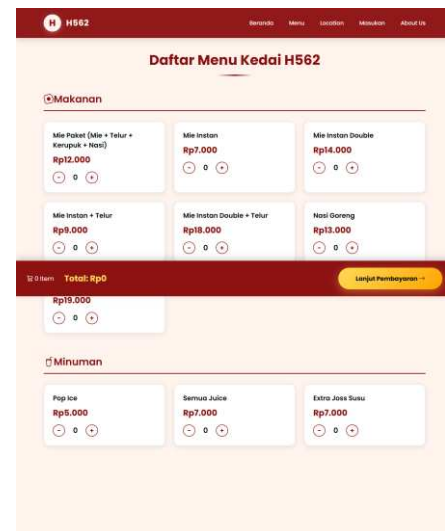 H H562
Beranda Menu Location Masukan About Us
Daftar Menu Kedai H562
Makanan
Mie Paket (Mie + Telur +
Kerupuk + Nasi)
Rp12.000
- 0 +
Mie Instan
Rp7.000
- 0 +
Mie Instan Double
Rp14.000
- 0 +
Mie Instan + Telur
Rp9.000
- 0 +
Mie Instan Double + Telur
Rp18.000
- 0 +
Nasi Goreng
Rp13.000
- 0 +
0 Item Total: Rp0 Lanjut Pembayaran →
Rp19.000
- 0 +
Minuman
Pop Ice
Rp5.000
- 0 +
Semua Juice
Rp7.000
- 0 +
Extra Joss Susu
Rp7.000
- 0 +